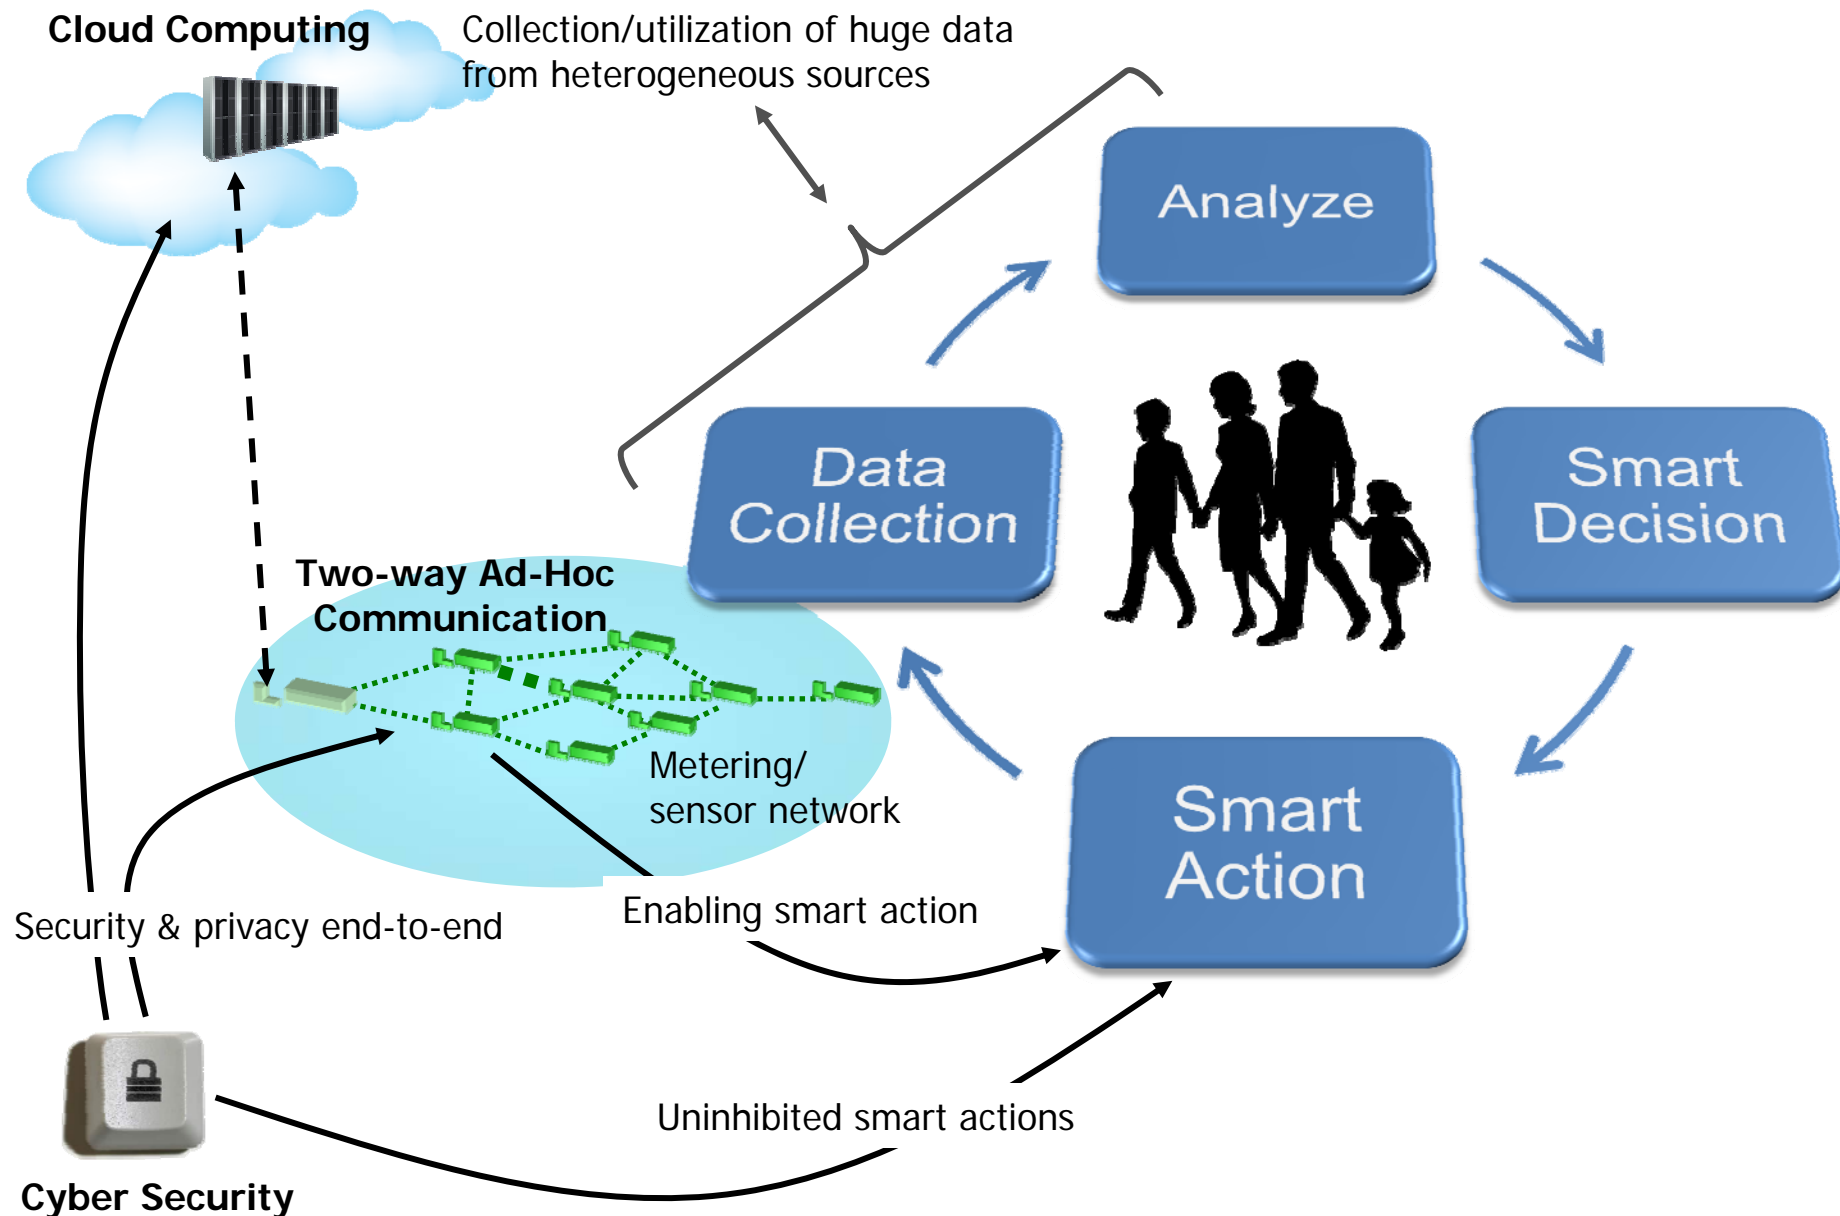 Cloud Computing
Collection/utilization of huge data
from heterogeneous sources
Analyze
Data
Collection
Smart
Decision
Two-way Ad-Hoc
Communication
Metering/
sensor network
Smart
Action
Enabling smart action
Security & privacy end-to-end
Uninhibited smart actions
Cyber Security